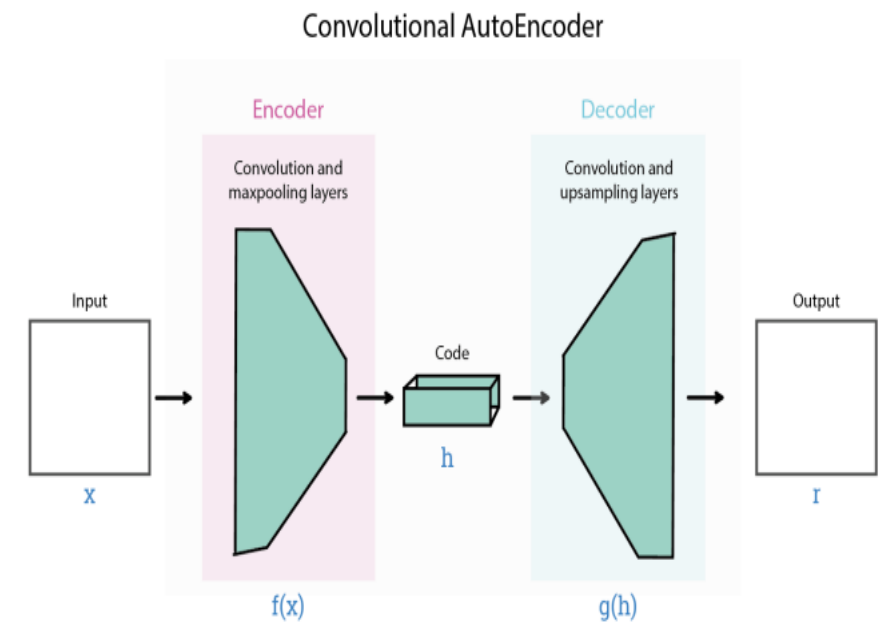 Convolutional AutoEncoder
Encoder
Decoder
Convolution and
maxpooling layers
Convolution and
upsampling layers
Input
Code
Output
x
h
r
f(x)
g(h)